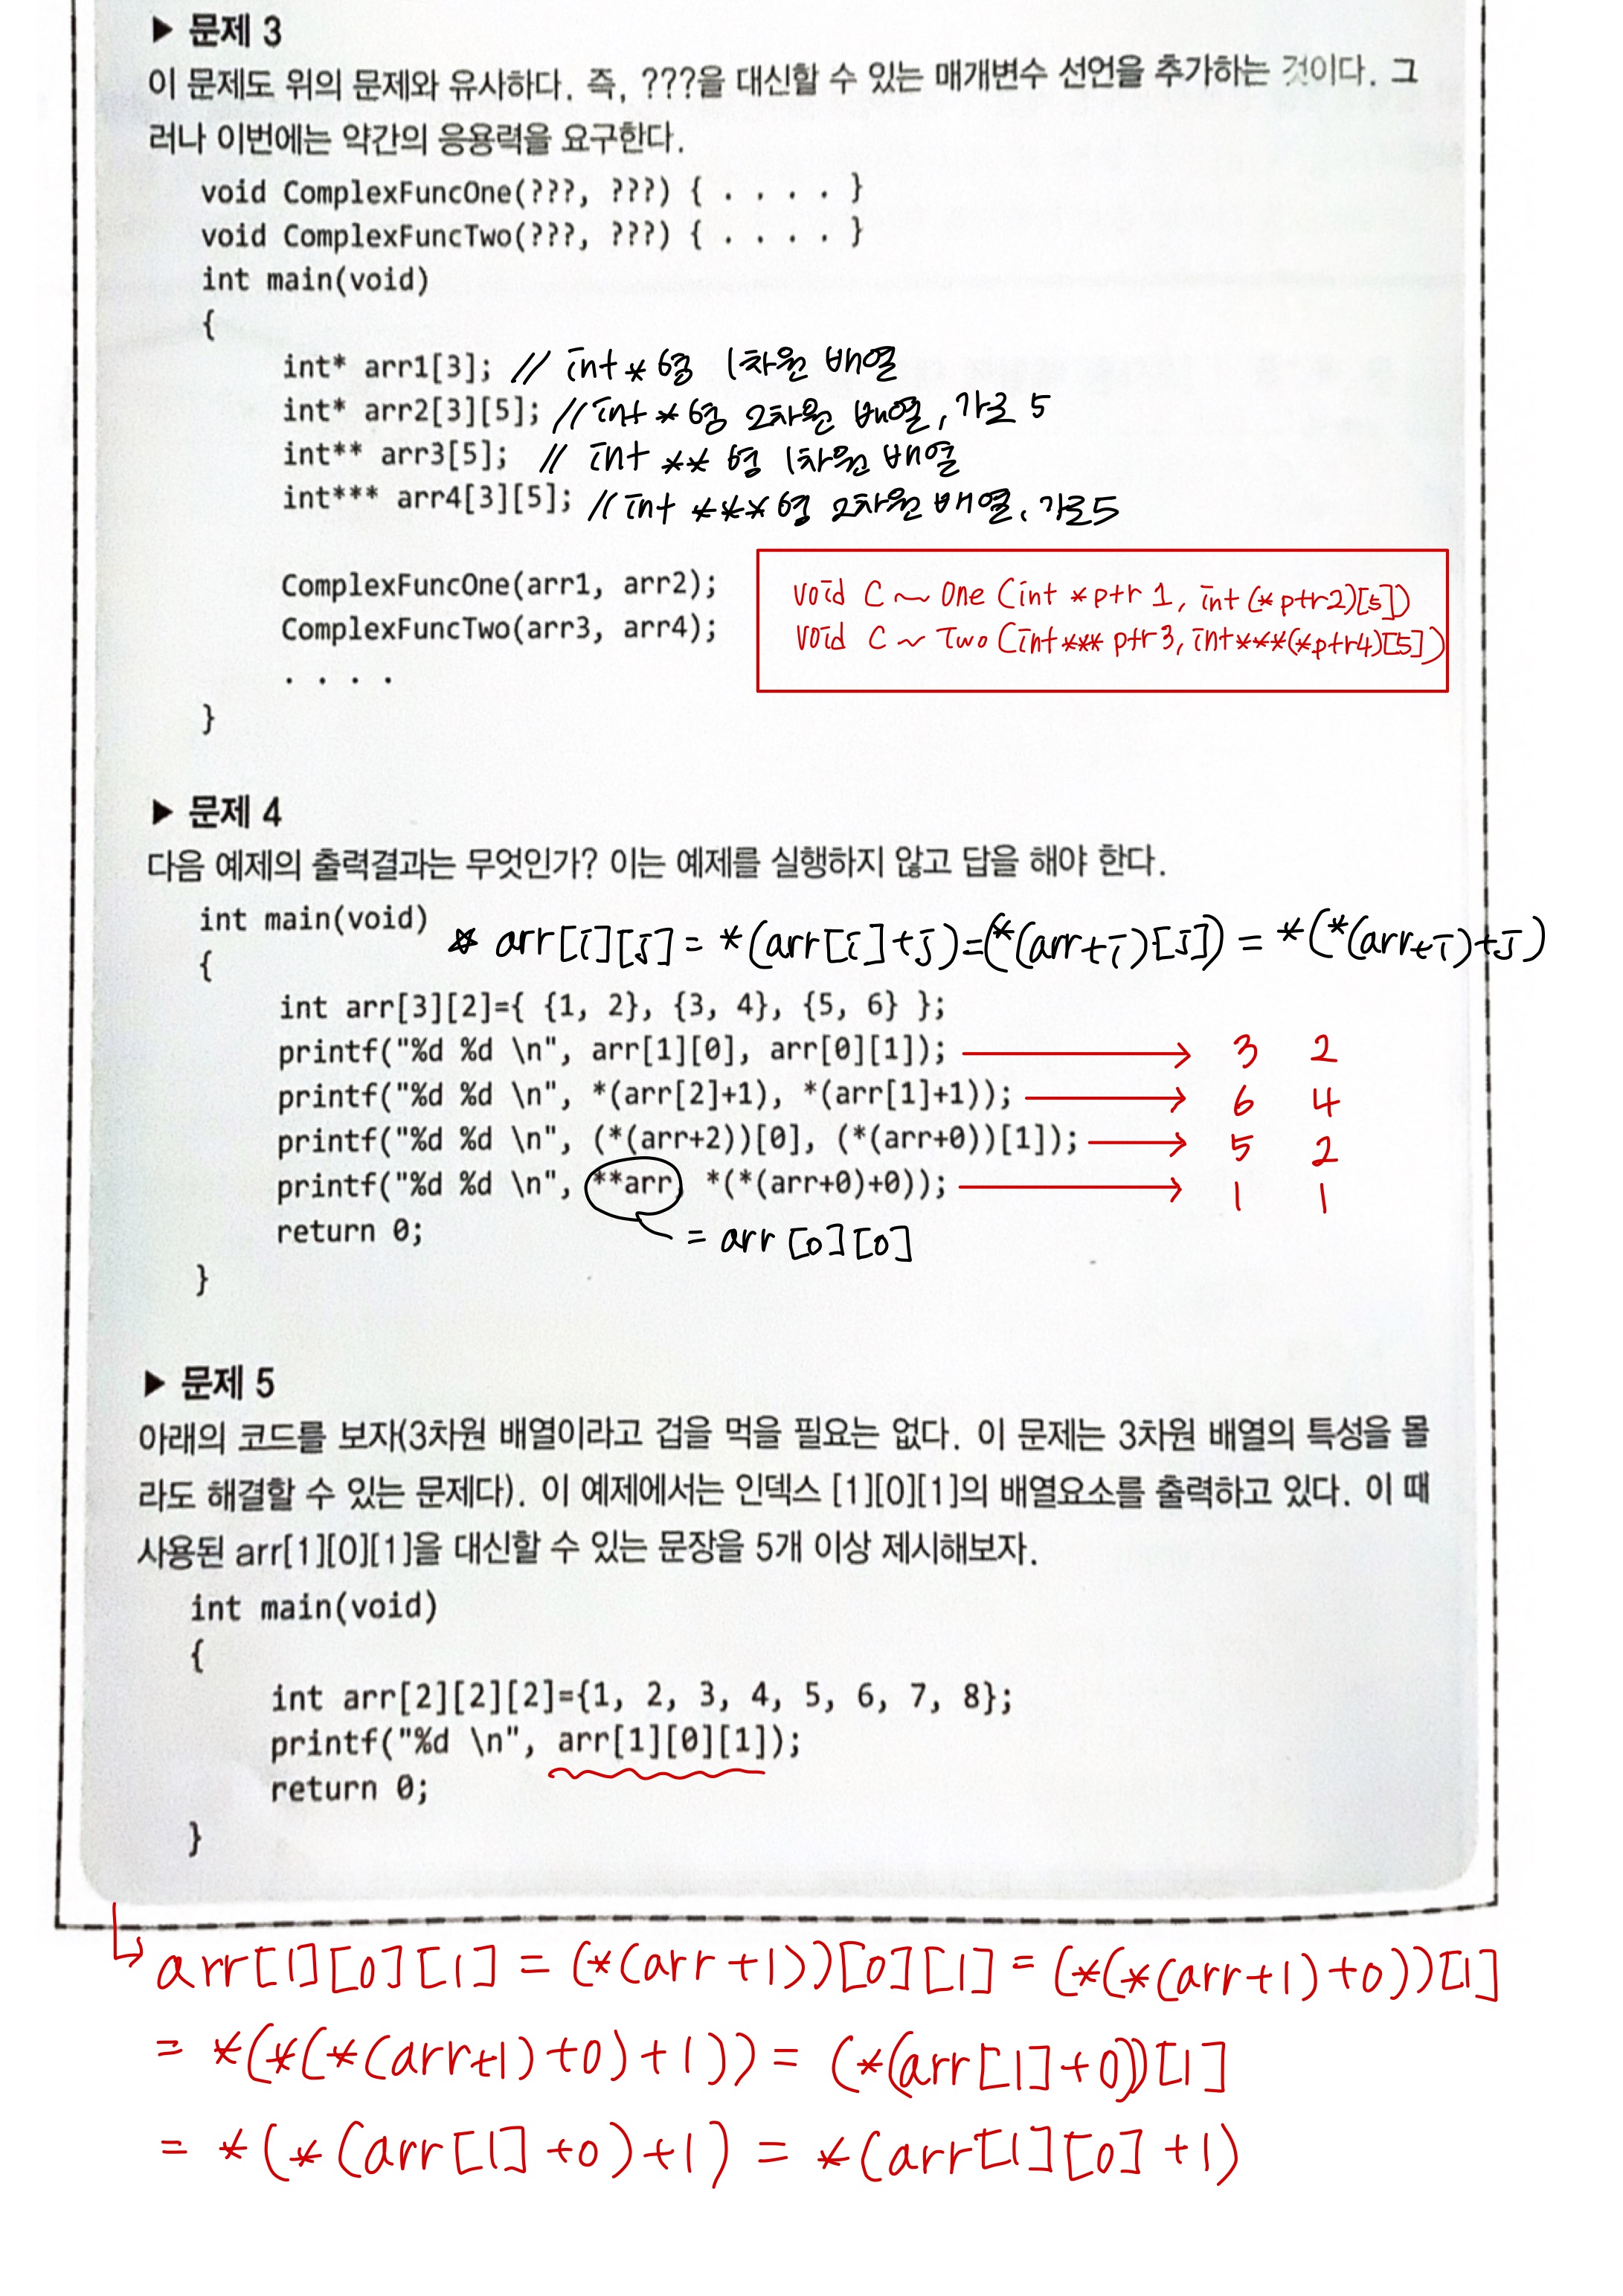 ▶ 문제 3
이 문제도 위의 문제와 유사하다. 즉, ???을 대신할 수 있는 매개변수 선언을 추가하는 것이다. 그
러나 이번에는 약간의 응용력을 요구한다.
void ComplexFuncOne(???, ???) { . . . . }
void ComplexFuncTwo(???, ???) { . . . . }
int main(void)
{
int* arr1[3]; // int * 형 1차원 배열
int* arr2[3][5]; // int * 형 2차원 배열, 가로 5
int** arr3[5]; // int ** 형 1차원 배열
int*** arr4[3][5]; // int *** 형 2차원 배열, 가로5
ComplexFuncOne(arr1, arr2); void C ~ One (int * ptr 1, int (* ptr2)[5])
ComplexFuncTwo(arr3, arr4); void C ~ Two (int *** ptr 3, int***(*ptr4)[5])
. . . .
}
▶ 문제 4
다음 예제의 출력결과는 무엇인가? 이는 예제를 실행하지 않고 답을 해야 한다.
int main(void)
☆ arr[i][j] = *(arr[i]+j)=(*(arr+i)[j]) = *(*(arr+i)+j)
{
int arr[3][2]={ {1, 2}, {3, 4}, {5, 6} };
printf("%d %d \n", arr[1][0], arr[0][1]); → 3 2
printf("%d %d \n", *(arr[2]+1), *(arr[1]+1)); → 6 4
printf("%d %d \n", (*(arr+2))[0], (*(arr+0))[1]); → 5 2
printf("%d %d \n", **arr, *(*(arr+0)+0)); → 1 1
return 0; = arr [0][0]
}
▶ 문제 5
아래의 코드를 보자(3차원 배열이라고 겁을 먹을 필요는 없다. 이 문제는 3차원 배열의 특성을 몰
라도 해결할 수 있는 문제다). 이 예제에서는 인덱스 [1][0][1]의 배열요소를 출력하고 있다. 이 때
사용된 arr[1][0][1]을 대신할 수 있는 문장을 5개 이상 제시해보자.
int main(void)
{
int arr[2][2][2]={1, 2, 3, 4, 5, 6, 7, 8};
printf("%d \n", arr[1][0][1]);
return 0;
}
↳ arr[1][0][1] = (*(arr+1))[0][1] = (*(*(arr+1)+0))[1]
= *(*(*(arr+1)+0)+1)) = (*(arr[1]+0))[1]
= *(*(arr[1]+0)+1) = *(arr[1][0]+1)